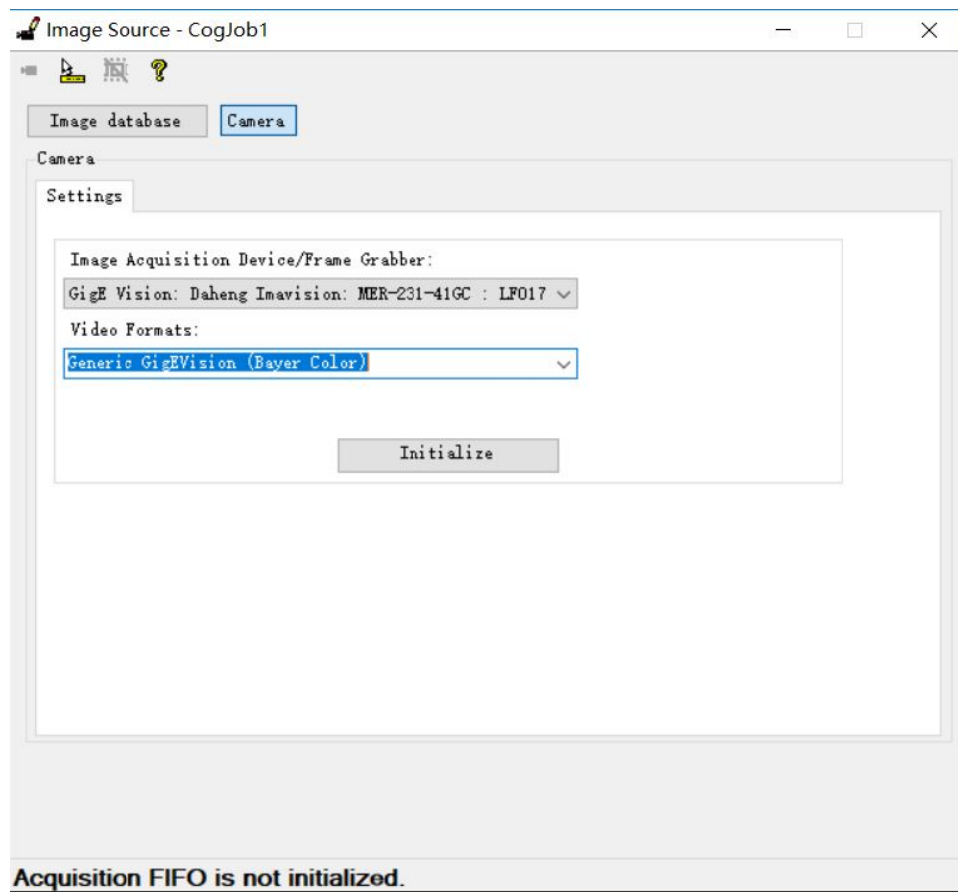 Image Source - CogJob1
Image database
Camera
Camera
Settings
Image Acquisition Device/Frame Grabber:
GigE Vision: Daheng Imavision: MER-231-41GC : LF017
Video Formats:
Generic GigEVision (Bayer Color)
Initialize
Acquisition FIFO is not initialized.